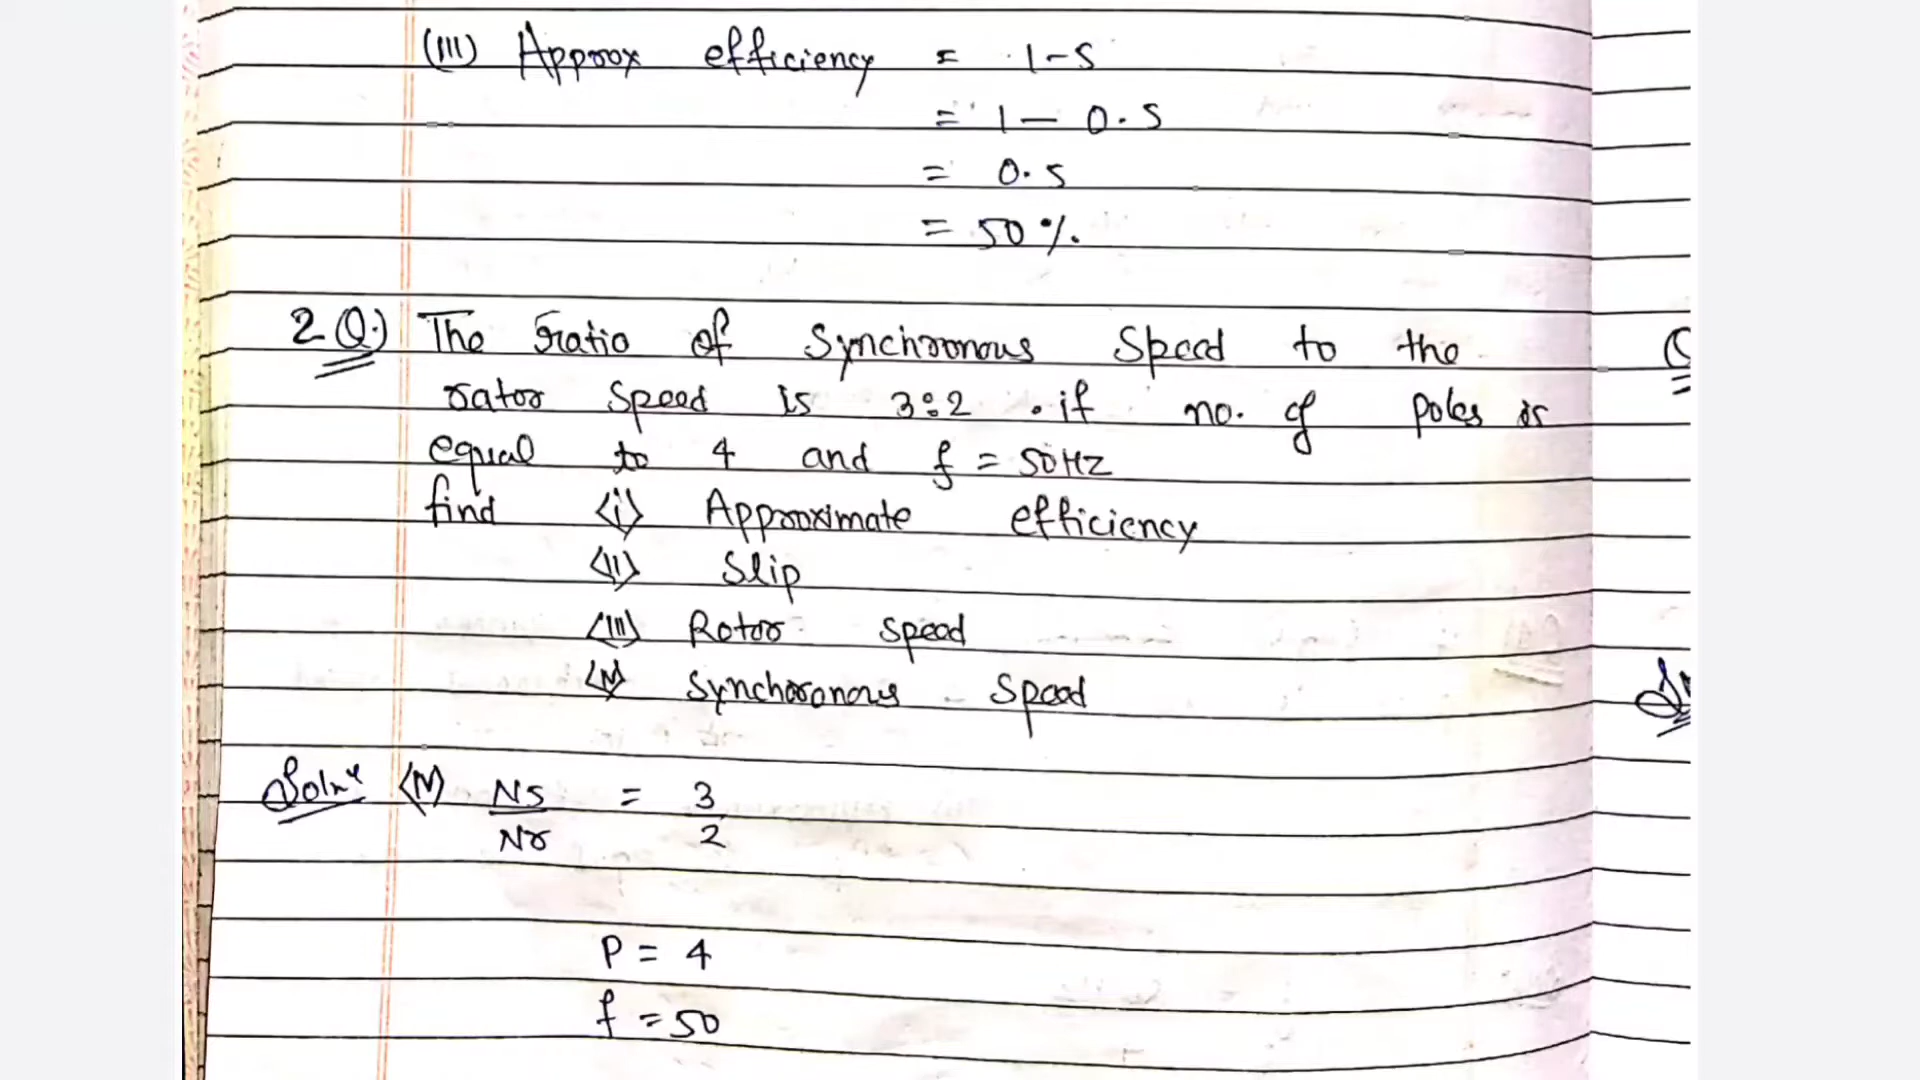 (III) Approx efficiency = 1-S
= 1 - 0.5
= 0.5
= 50 %.
2 Q.) The ratio of Synchronous Speed to the
rotor Speed is 3:2 . if no. of poles is
equal to 4 and f = 50HZ
find <i> Approximate efficiency
<II> Slip
<III> Rotor Speed
<IV> Synchoronous Speed
Soln <IV> Ns = 3
Nr 2
P = 4
f = 50